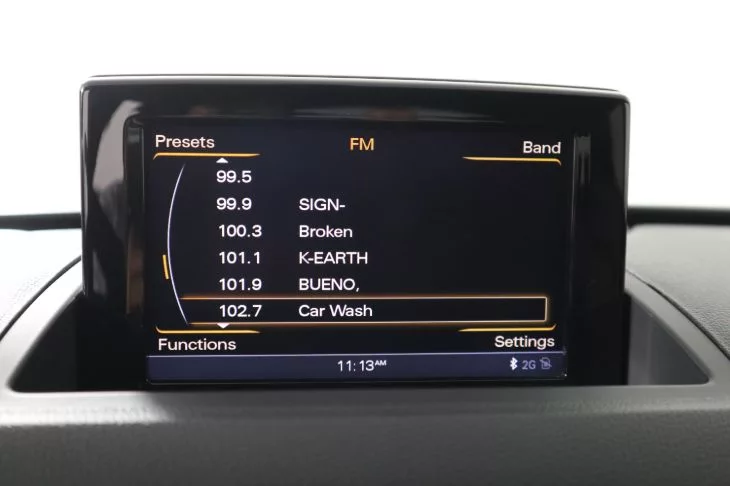 Presets FM Band
99.5
99.9 SIGN-
100.3 Broken
101.1 K-EARTH
101.9 BUENO,
102.7 Car Wash
Functions Settings
11:13AM 2G